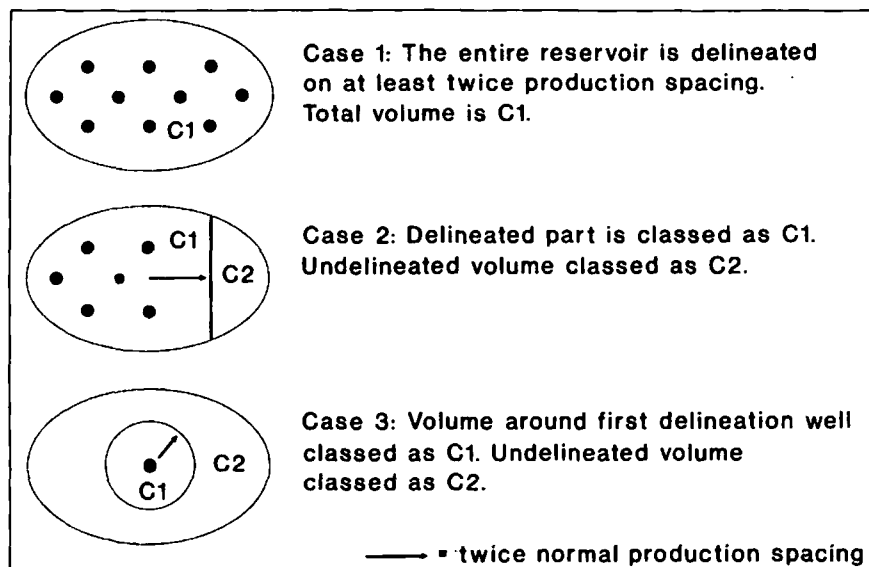 Case 1: The entire reservoir is delineated
on at least twice production spacing.
Total volume is C1.
C1
Case 2: Delineated part is classed as C1.
Undelineated volume classed as C2.
C1
C2
Case 3: Volume around first delineation well
classed as C1. Undelineated volume
classed as C2.
C2
C1
= twice normal production spacing